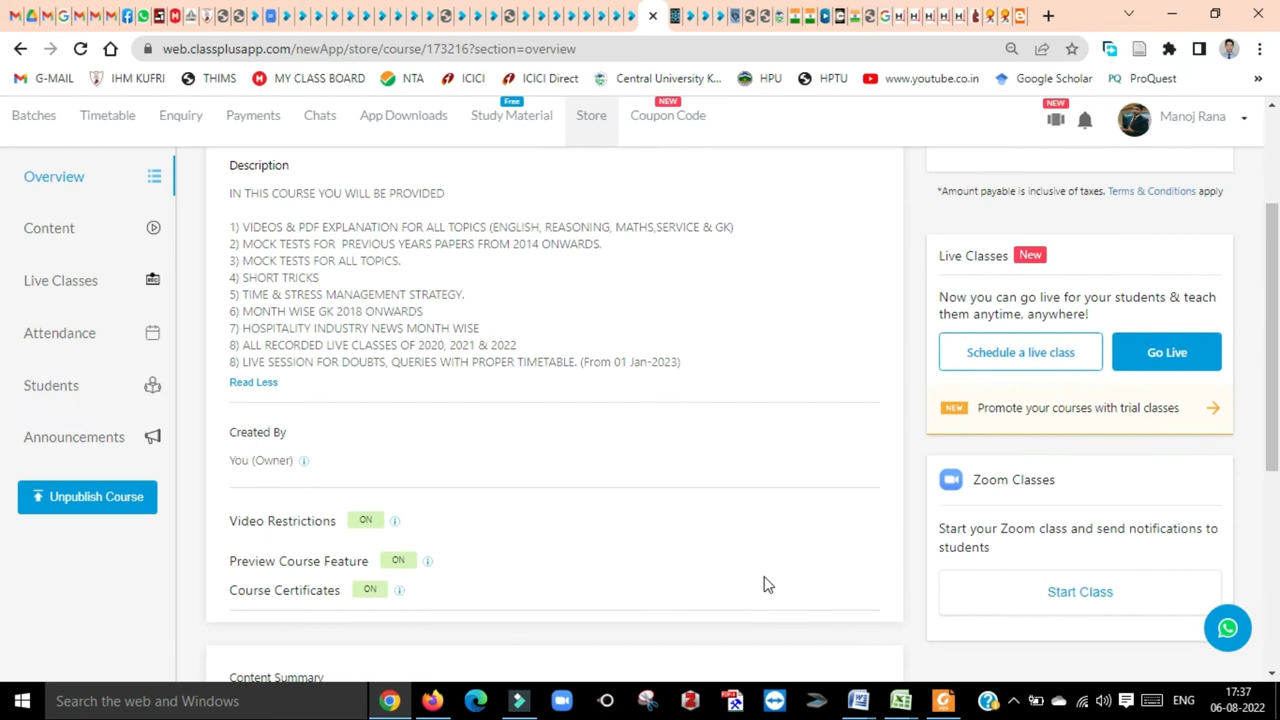 web.classplusapp.com/newApp/store/course/173216?section=overview
G-MAIL
IHM KUFRI
THIMS
MY CLASS BOARD
NTA
ICICI
ICICI Direct
Central University K...
HPU
HPTU
www.youtube.co.in
Google Scholar
PQ ProQuest
»
Batches
Timetable
Enquiry
Payments
Chats
App Downloads
Free
Study Material
Store
NEW
Coupon Code
NEW
Manoj Rana
Overview
Content
Live Classes
Attendance
Students
Announcements
Unpublish Course
Description
IN THIS COURSE YOU WILL BE PROVIDED
1) VIDEOS & PDF EXPLANATION FOR ALL TOPICS (ENGLISH, REASONING, MATHS,SERVICE & GK)
2) MOCK TESTS FOR PREVIOUS YEARS PAPERS FROM 2014 ONWARDS.
3) MOCK TESTS FOR ALL TOPICS.
4) SHORT TRICKS
5) TIME & STRESS MANAGEMENT STRATEGY.
6) MONTH WISE GK 2018 ONWARDS
7) HOSPITALITY INDUSTRY NEWS MONTH WISE
8) ALL RECORDED LIVE CLASSES OF 2020, 2021 & 2022
8) LIVE SESSION FOR DOUBTS, QUERIES WITH PROPER TIMETABLE. (From 01 Jan-2023)
Read Less
Created By
You (Owner)
Video Restrictions ON
Preview Course Feature ON
Course Certificates ON
Content Summary
*Amount payable is inclusive of taxes. Terms & Conditions apply
Live Classes New
Now you can go live for your students & teach
them anytime, anywhere!
Schedule a live class
Go Live
NEW Promote your courses with trial classes
Zoom Classes
Start your Zoom class and send notifications to
students
Start Class
Search the web and Windows
ENG
17:37
06-08-2022